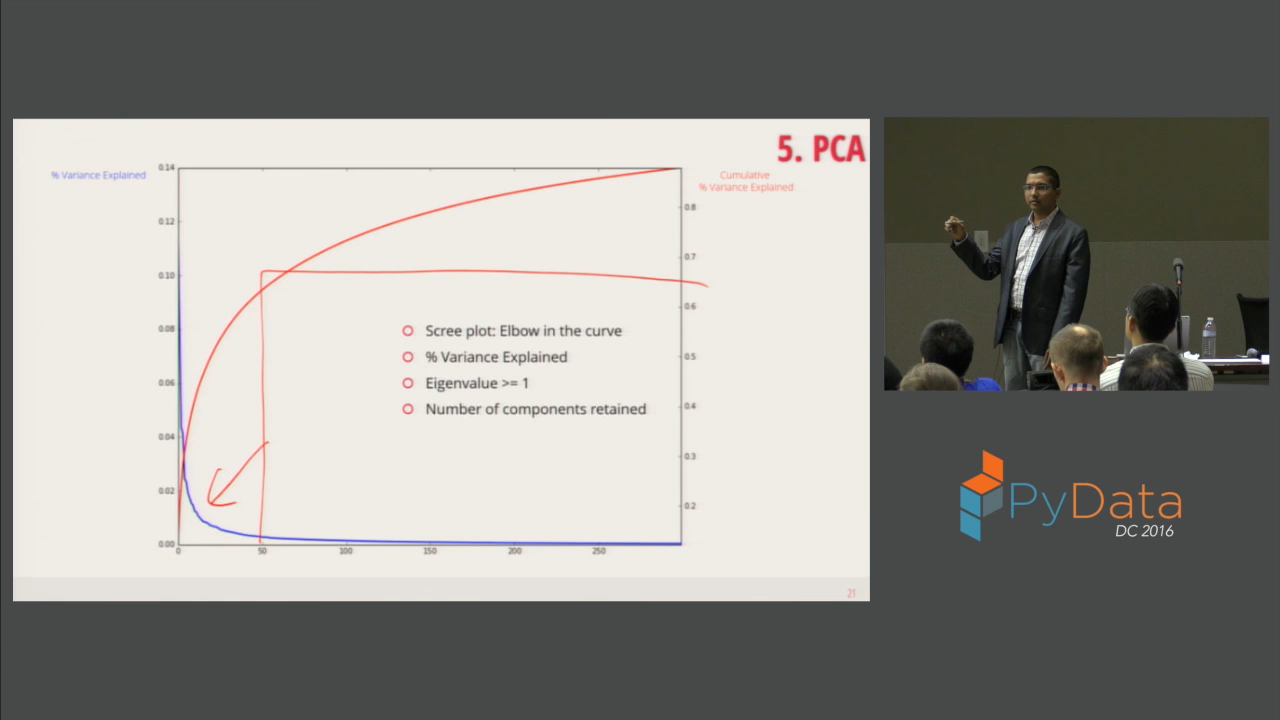 5. PCA
% Variance Explained
Cumulative
% Variance Explained
0.14
0.12
0.10
0.08
0.06
0.04
0.02
0.00
0
50
100
150
200
250
0.8
0.7
0.6
0.5
0.4
0.3
0.2
Scree plot: Elbow in the curve
% Variance Explained
Eigenvalue >= 1
Number of components retained
21
PyData
DC 2016